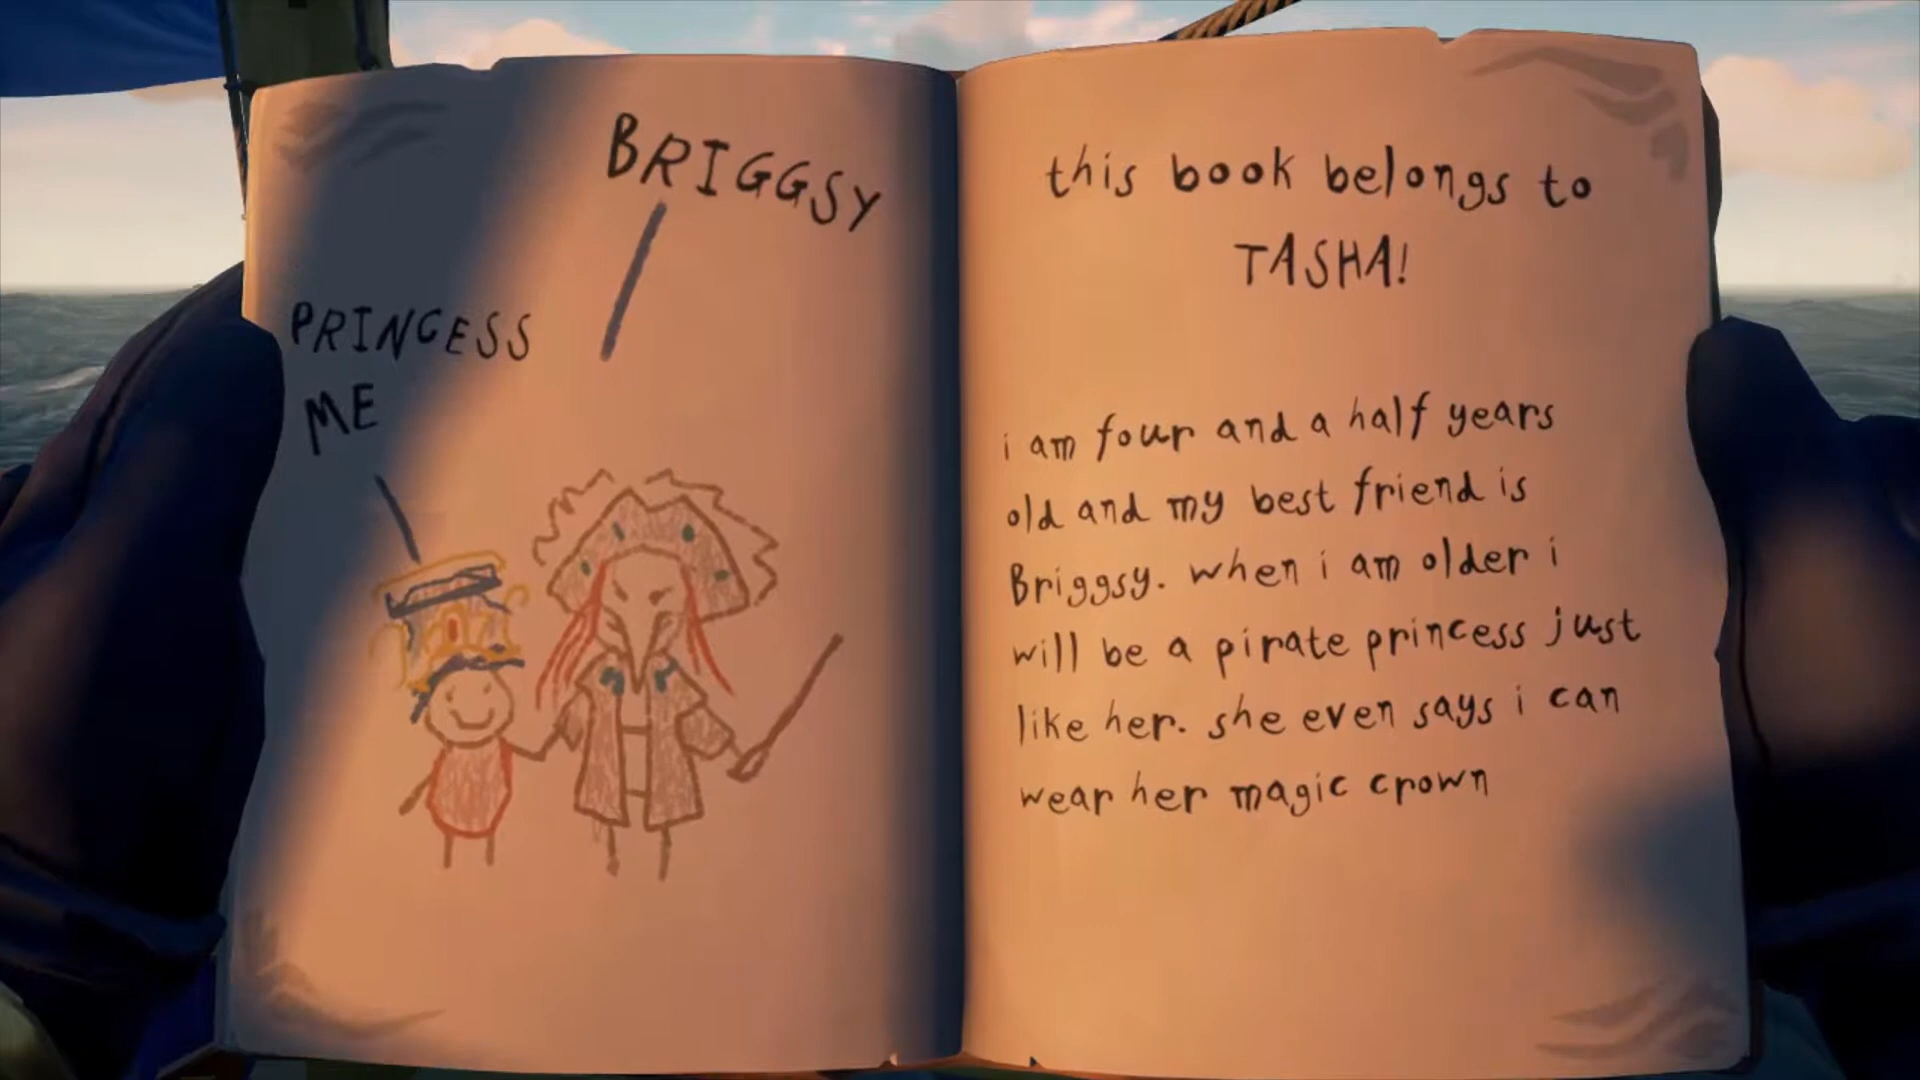 BRIGGSY
PRINCESS
ME
this book belongs to
TASHA!
i am four and a half years
old and my best friend is
Briggsy. when i am older i
will be a pirate princess just
like her. she even says i can
wear her magic crown